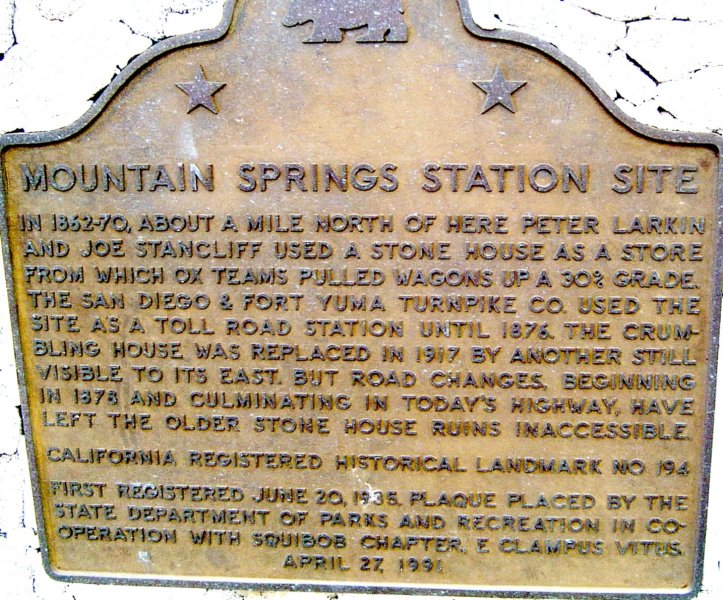 MOUNTAIN SPRINGS STATION SITE
IN 1862-70, ABOUT A MILE NORTH OF HERE PETER LARKIN
AND JOE STANCLIFF USED A STONE HOUSE AS A STORE
FROM WHICH OX TEAMS PULLED WAGONS UP A 30% GRADE.
THE SAN DIEGO & FORT YUMA TURNPIKE CO. USED THE
SITE AS A TOLL ROAD STATION UNTIL 1876. THE CRUM-
BLING HOUSE WAS REPLACED IN 1917 BY ANOTHER STILL
VISIBLE TO ITS EAST. BUT ROAD CHANGES, BEGINNING
IN 1878 AND CULMINATING IN TODAY'S HIGHWAY, HAVE
LEFT THE OLDER STONE HOUSE RUINS INACCESSIBLE.
CALIFORNIA REGISTERED HISTORICAL LANDMARK NO 194
FIRST REGISTERED JUNE 20, 1935. PLAQUE PLACED BY THE
STATE DEPARTMENT OF PARKS AND RECREATION IN CO-
OPERATION WITH SQUIBOB CHAPTER, E CLAMPUS VITUS,
APRIL 27, 1991